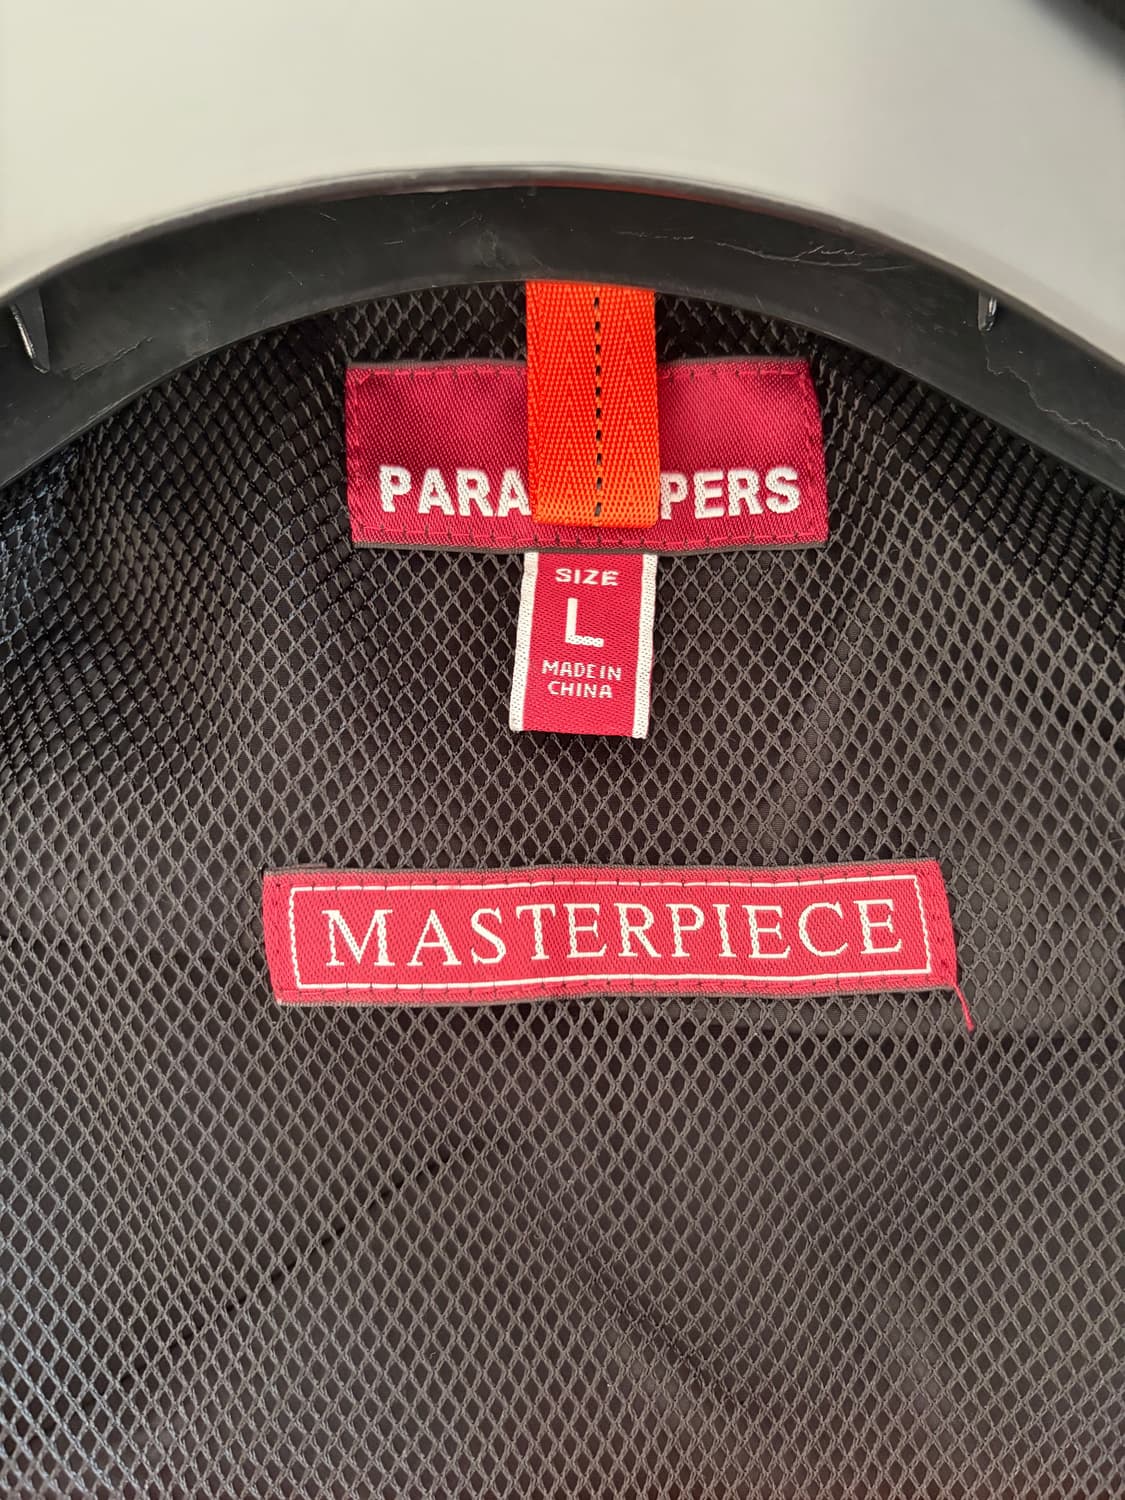 PARA PERS
SIZE
L
MADE IN
CHINA
MASTERPIECE